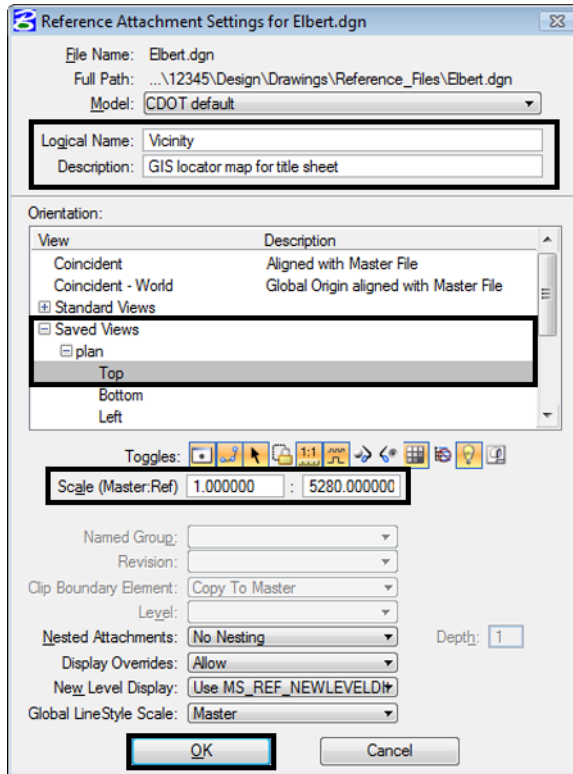 Reference Attachment Settings for Elbert.dgn
File Name: Elbert.dgn
Full Path: ...\12345\Design\Drawings\Reference_Files\Elbert.dgn
Model: CDOT default
Logical Name: Vicinity
Description: GIS locator map for title sheet
Orientation:
View Description
Coincident Aligned with Master File
Coincident - World Global Origin aligned with Master File
Standard Views
Saved Views
plan
Top
Bottom
Left
Toggles: 1:1
Scale (Master:Ref) 1.000000 : 5280.000000
Named Group:
Revision:
Clip Boundary Element: Copy To Master
Level:
Nested Attachments: No Nesting Depth: 1
Display Overrides: Allow
New Level Display: Use MS_REF_NEWLEVELDI
Global LineStyle Scale: Master
OK Cancel